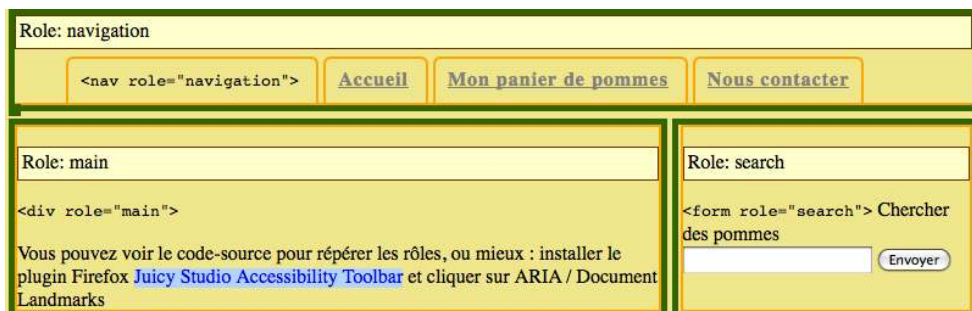 Role: navigation
<nav role="navigation"> Accueil Mon panier de pommes Nous contacter
Role: main
<div role="main">
Vous pouvez voir le code-source pour répérer les rôles, ou mieux : installer le
plugin Firefox Juicy Studio Accessibility Toolbar et cliquer sur ARIA / Document
Landmarks
Role: search
<form role="search"> Chercher
des pommes
Envoyer